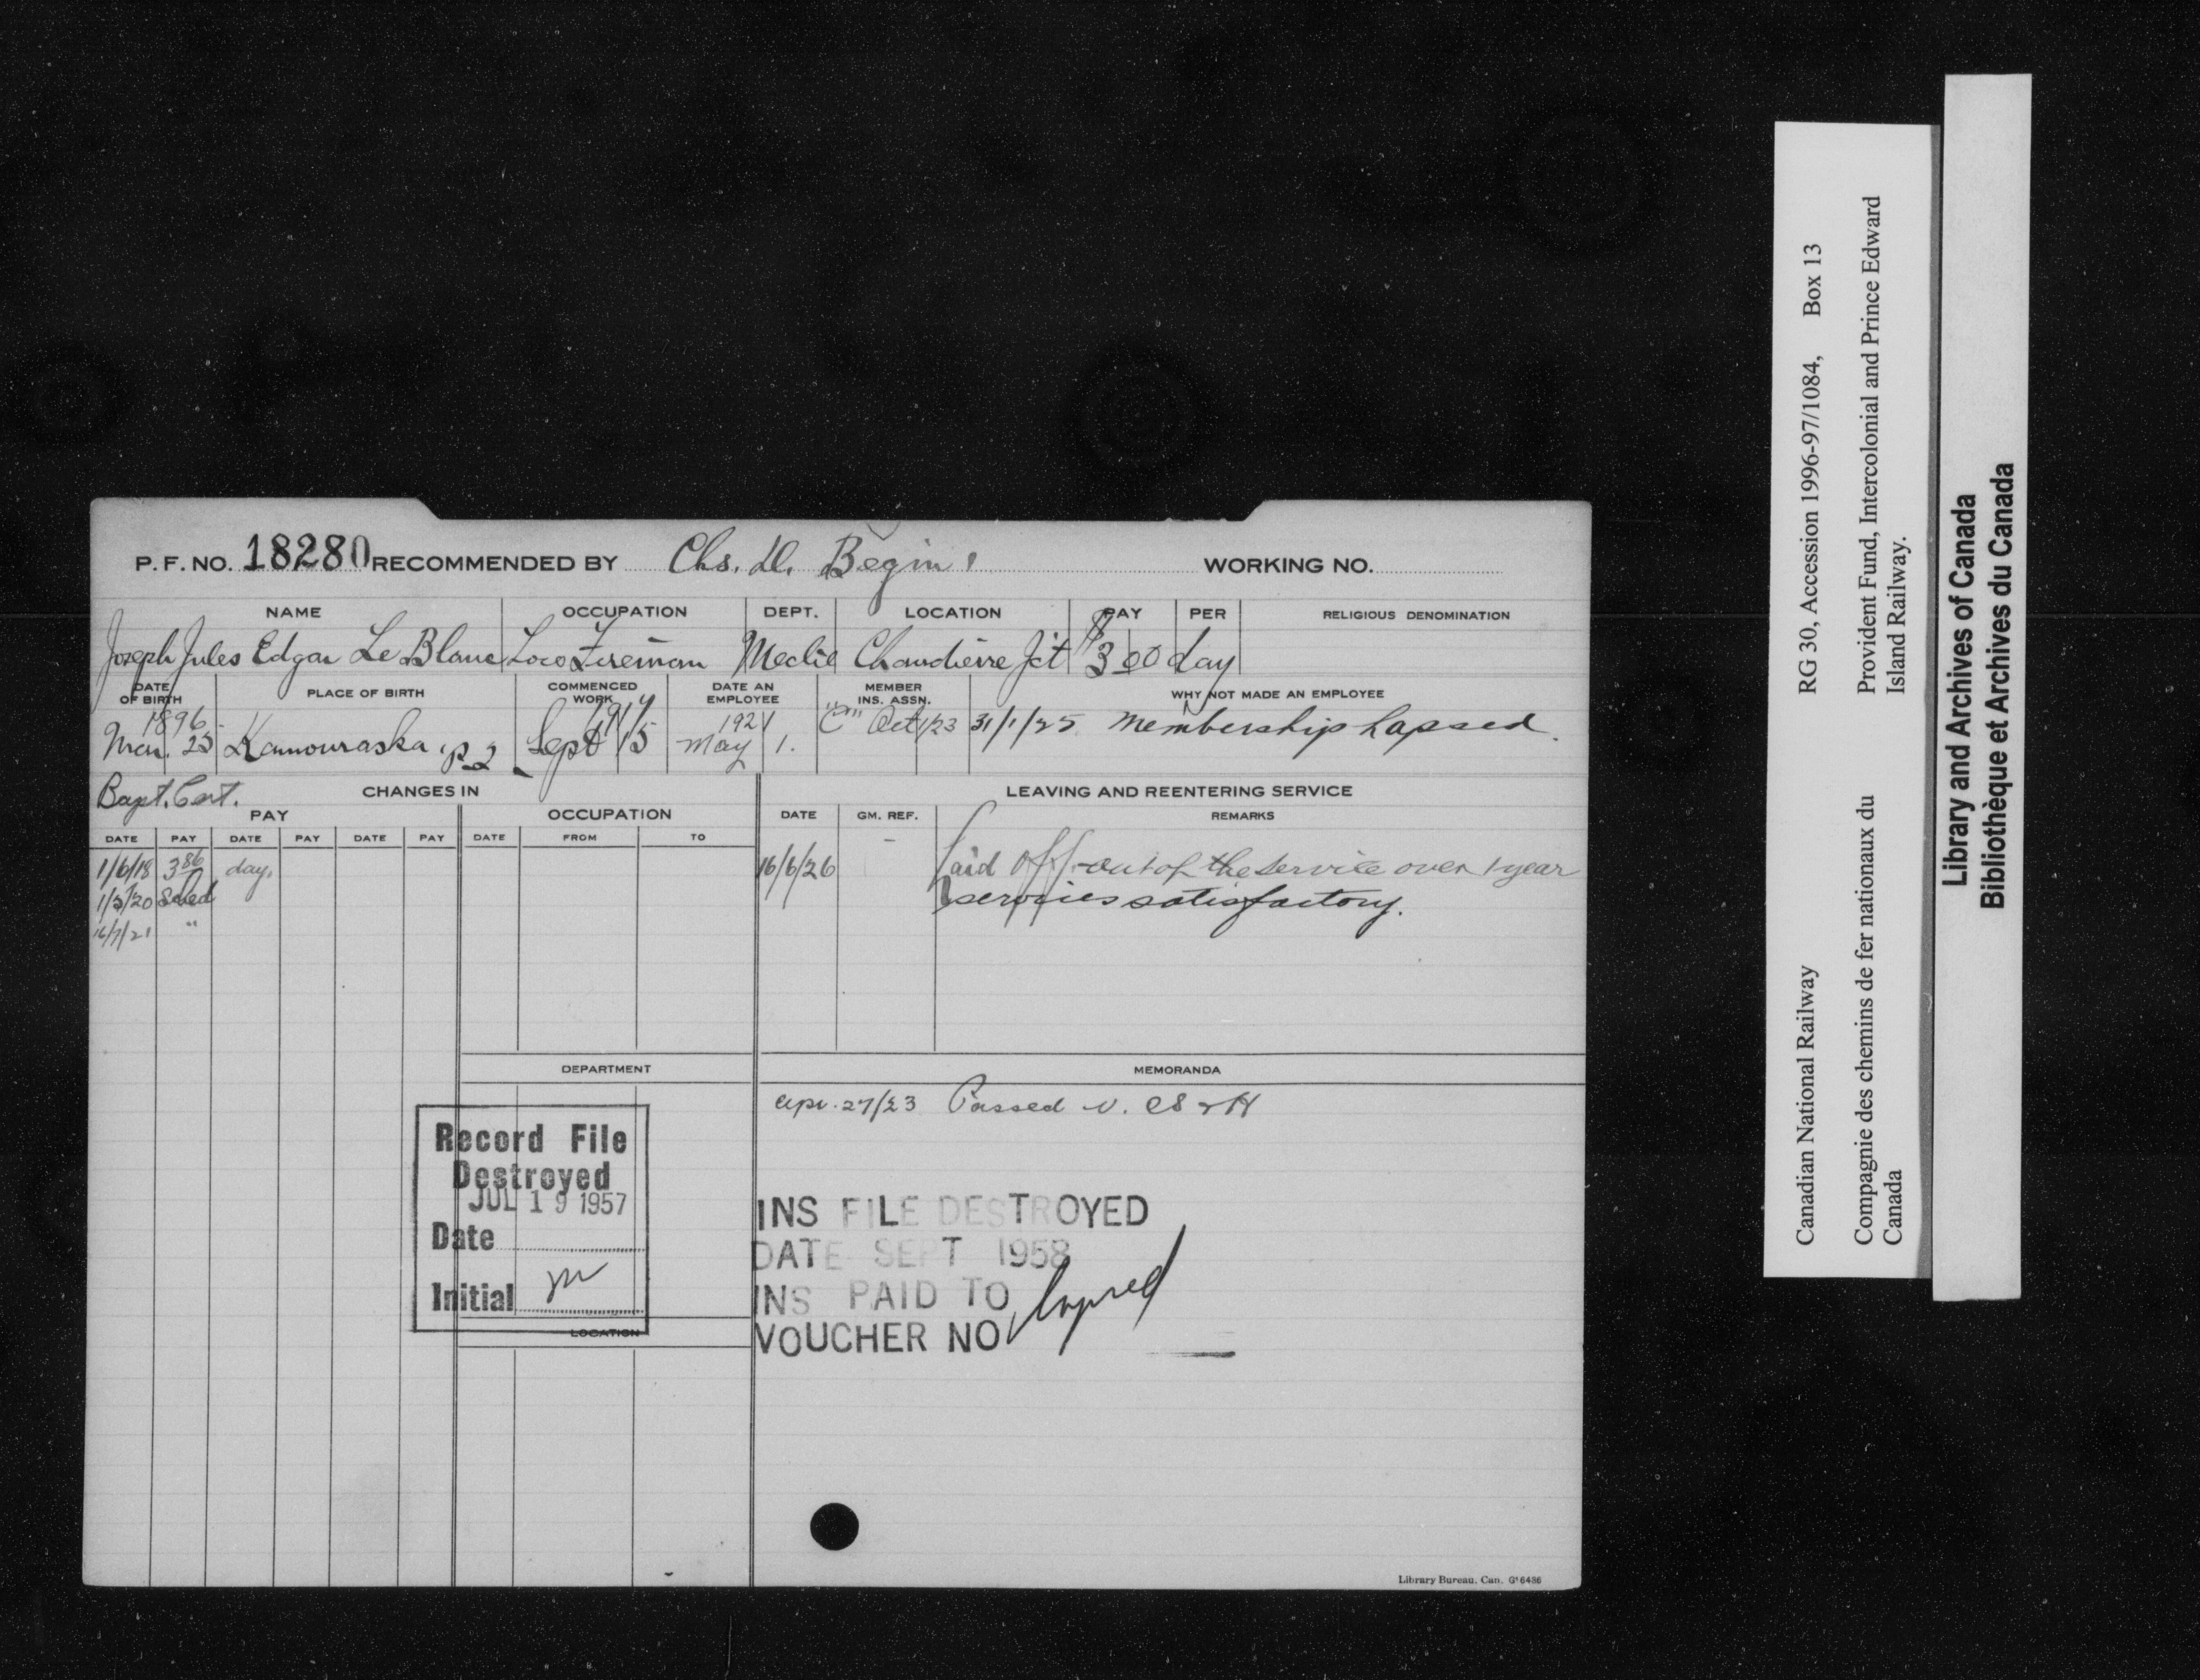 P. F. NO. 18280 RECOMMENDED BY Chs. D. Begin WORKING NO.
NAME OCCUPATION DEPT. LOCATION PAY PER RELIGIOUS DENOMINATION
Joseph Jules Edgar Le Blanc Loco Fireman Mechl Chaudiere Jct $3 00 day
DATE OF BIRTH PLACE OF BIRTH COMMENCED WORK DATE AN EMPLOYEE MEMBER INS. ASSN. WHY NOT MADE AN EMPLOYEE
1896 1917 1921
Mar. 25 Kamouraska, P.Q. Sept 15 May 1. "C" Oct 1/23 31/1/25 Membership Lapsed.
Bapt. Cert. CHANGES IN LEAVING AND REENTERING SERVICE
PAY OCCUPATION DATE GM. REF. REMARKS
DATE PAY DATE PAY DATE PAY DATE FROM TO
1/6/18 3 86 day. 16/6/26 Laid off - out of the service over 1 year
1/5/20 Sched services satisfactory.
16/7/21 "
DEPARTMENT MEMORANDA
Apr. 27/23 Passed V. CS & H
Record File
Destroyed
JUL 19 1957
Date
Initial
LOCATION
INS FILE DESTROYED
DATE SEPT 1958
INS PAID TO Lapsed
VOUCHER NO
Library Bureau. Can. G16486
Canadian National Railway RG 30, Accession 1996-97/1084, Box 13
Compagnie des chemins de fer nationaux du Canada
Provident Fund, Intercolonial and Prince Edward Island Railway.
Library and Archives of Canada
Bibliothèque et Archives du Canada